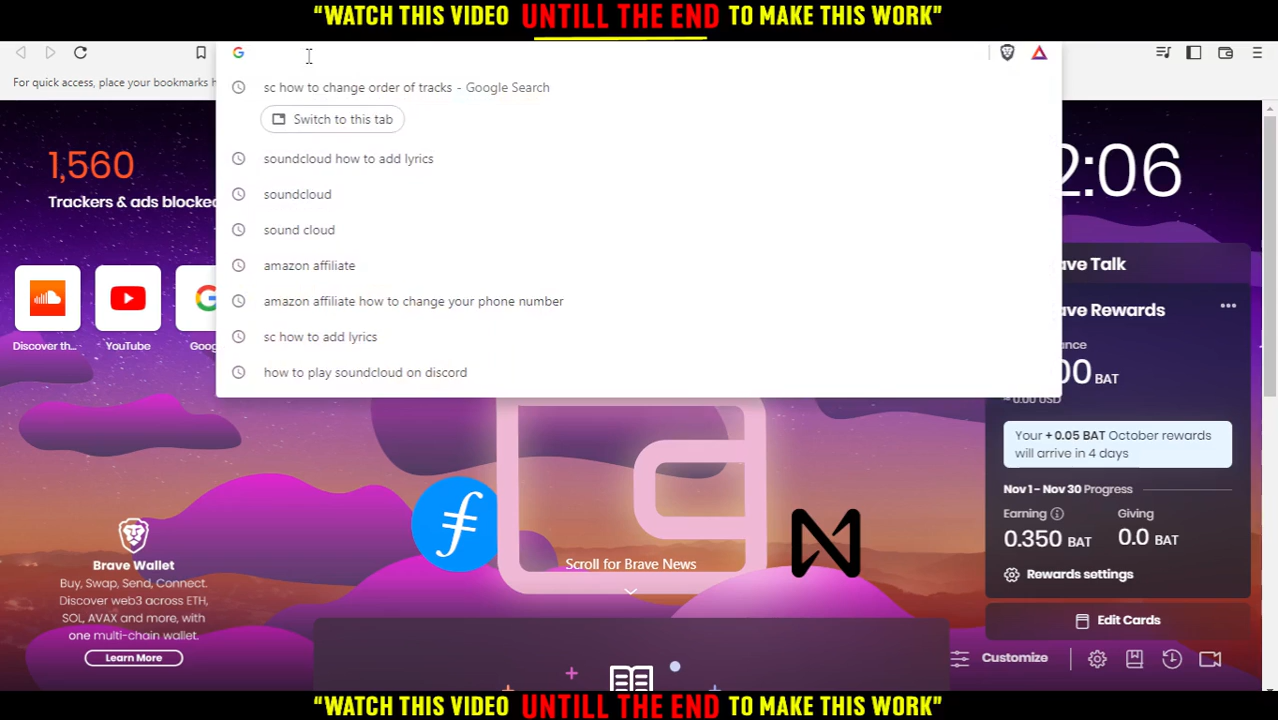 “WATCH THIS VIDEO UNTILL THE END TO MAKE THIS WORK”
For quick access, place your bookmarks h
sc how to change order of tracks - Google Search
Switch to this tab
soundcloud how to add lyrics
soundcloud
sound cloud
amazon affiliate
amazon affiliate how to change your phone number
sc how to add lyrics
how to play soundcloud on discord
1,560
Trackers & ads blocked
2:06
Discover th...
YouTube
Goog
ave Talk
ave Rewards
ance
00 BAT
≈ 0.00 USD
Your +0.05 BAT October rewards
will arrive in 4 days
Nov 1 – Nov 30 Progress
Earning
Giving
0.350 BAT
0.0 BAT
Rewards settings
Edit Cards
Customize
Brave Wallet
Buy, Swap, Send, Connect.
Discover web3 across ETH,
SOL, AVAX and more, with
one multi-chain wallet.
Learn More
Scroll for Brave News
“WATCH THIS VIDEO UNTILL THE END TO MAKE THIS WORK”